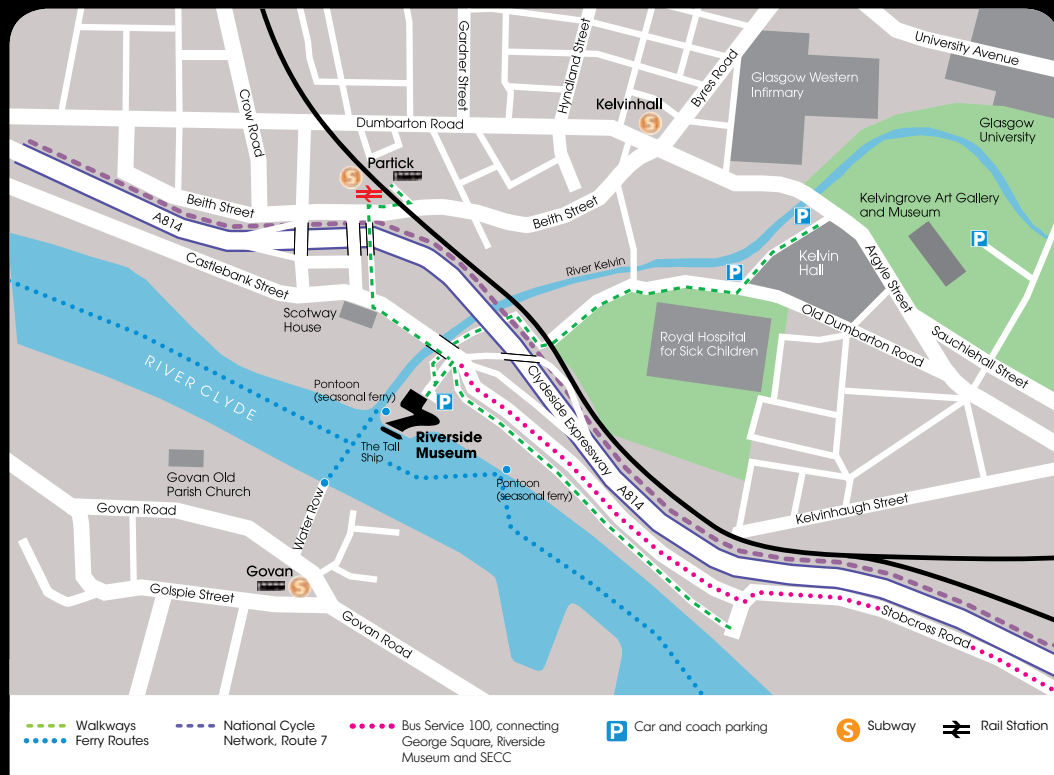 University Avenue
Gardner Street
Hyndland Street
Byres Road
Glasgow Western
Infirmary
Crow Road
Kelvinhall
S
Dumbarton Road
Glasgow
University
Partick
S
Kelvingrove Art Gallery
and Museum
Beith Street
Beith Street
A814
P
P
Kelvin
Hall
Argyle Street
Castlebank Street
River Kelvin
P
Scotway
House
Old Dumbarton Road
Royal Hospital
for Sick Children
Sauchiehall Street
RIVER CLYDE
Pontoon
(seasonal ferry)
Clydeside Expressway
P
Riverside
Museum
The Tall
Ship
Govan Old
Parish Church
Pontoon
(seasonal ferry)
A814
Water Row
Govan Road
Kelvinhaugh Street
Govan
S
Golspie Street
Govan Road
Stobcross Road
Walkways
Ferry Routes
National Cycle
Network, Route 7
Bus Service 100, connecting
George Square, Riverside
Museum and SECC
P Car and coach parking
S Subway
Rail Station